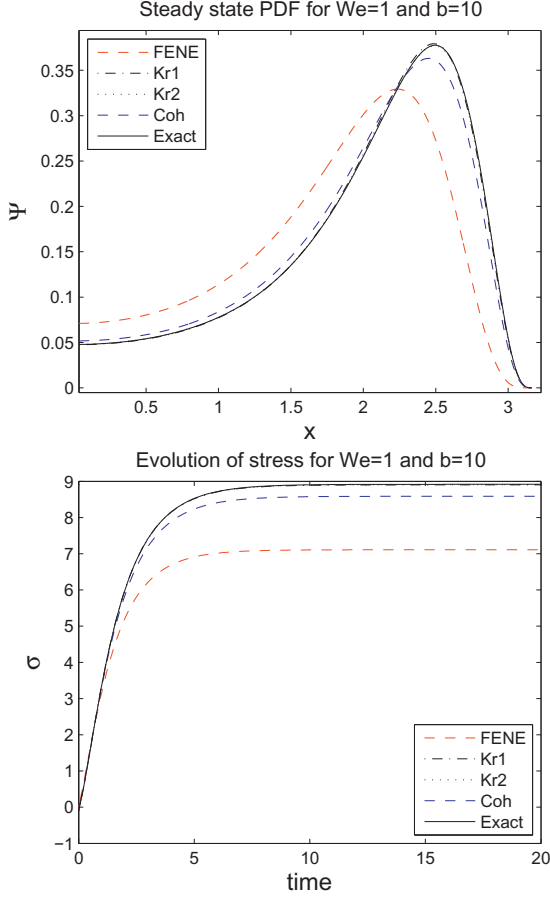 Steady state PDF for We=1 and b=10
FENE
Kr1
Kr2
Coh
Exact
Ψ
0.35
0.3
0.25
0.2
0.15
0.1
0.05
0
0.5
1
1.5
2
2.5
3
x
Evolution of stress for We=1 and b=10
σ
9
8
7
6
5
4
3
2
1
0
−1
FENE
Kr1
Kr2
Coh
Exact
0
5
10
15
20
time